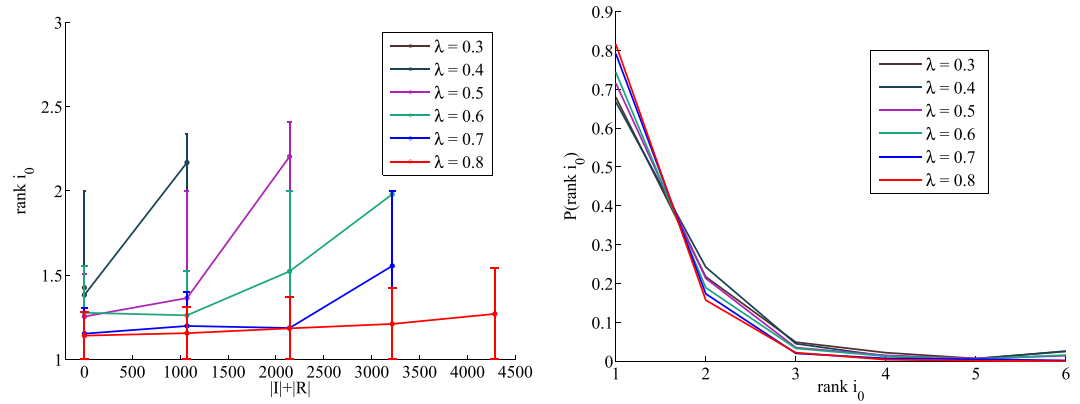 3
2.5
2
1.5
1
rank i0
0 500 1000 1500 2000 2500 3000 3500 4000 4500
|I|+|R|
λ = 0.3
λ = 0.4
λ = 0.5
λ = 0.6
λ = 0.7
λ = 0.8
0.9
0.8
0.7
0.6
0.5
0.4
0.3
0.2
0.1
0
P(rank i0)
1 2 3 4 5 6
rank i0
λ = 0.3
λ = 0.4
λ = 0.5
λ = 0.6
λ = 0.7
λ = 0.8